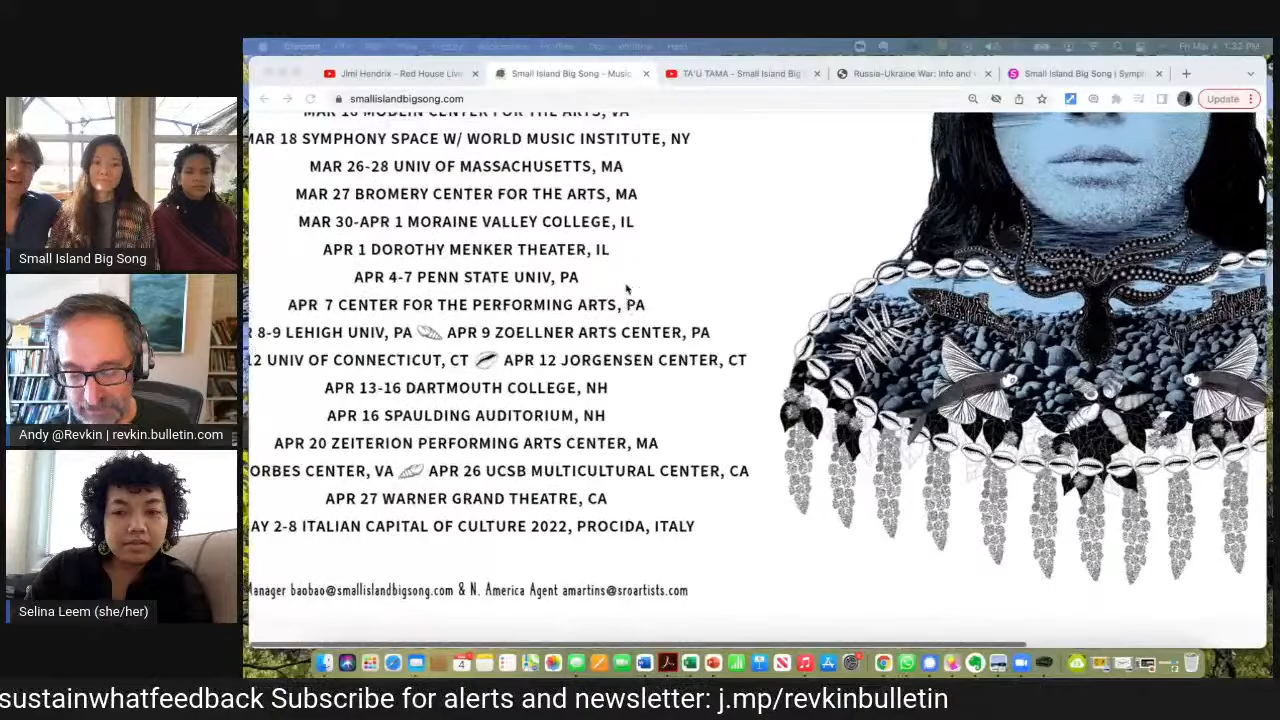 Jimi Hendrix - Red House Live
Small Island Big Song – Music
TA'U TAMA - Small Island Big
Russia-Ukraine War: Info and
Small Island Big Song | Symp
smallislandbigsong.com
Update
MAR 18 SYMPHONY SPACE W/ WORLD MUSIC INSTITUTE, NY
MAR 26-28 UNIV OF MASSACHUSETTS, MA
MAR 27 BROMERY CENTER FOR THE ARTS, MA
MAR 30-APR 1 MORAINE VALLEY COLLEGE, IL
APR 1 DOROTHY MENKER THEATER, IL
APR 4-7 PENN STATE UNIV, PA
APR 7 CENTER FOR THE PERFORMING ARTS, PA
8-9 LEHIGH UNIV, PA APR 9 ZOELLNER ARTS CENTER, PA
12 UNIV OF CONNECTICUT, CT APR 12 JORGENSEN CENTER, CT
APR 13-16 DARTMOUTH COLLEGE, NH
APR 16 SPAULDING AUDITORIUM, NH
APR 20 ZEITERION PERFORMING ARTS CENTER, MA
ORBES CENTER, VA APR 26 UCSB MULTICULTURAL CENTER, CA
APR 27 WARNER GRAND THEATRE, CA
AY 2-8 ITALIAN CAPITAL OF CULTURE 2022, PROCIDA, ITALY
Manager baobao@smallislandbigsong.com & N. America Agent amartins@sroartists.com
Small Island Big Song
Andy @Revkin | revkin.bulletin.com
Selina Leem (she/her)
sustainwhatfeedback Subscribe for alerts and newsletter: j.mp/revkinbulletin